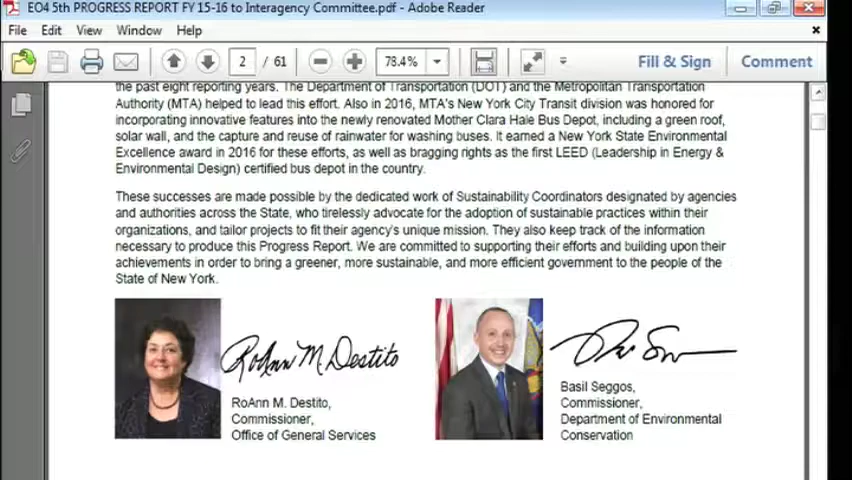 EO4 5th PROGRESS REPORT FY 15-16 to Interagency Committee.pdf - Adobe Reader
File Edit View Window Help
2 / 61 78.4% Fill & Sign Comment
the past eight reporting years. The Department of Transportation (DOT) and the Metropolitan Transportation
Authority (MTA) helped to lead this effort. Also in 2016, MTA's New York City Transit division was honored for
incorporating innovative features into the newly renovated Mother Clara Hale Bus Depot, including a green roof,
solar wall, and the capture and reuse of rainwater for washing buses. It earned a New York State Environmental
Excellence award in 2016 for these efforts, as well as bragging rights as the first LEED (Leadership in Energy &
Environmental Design) certified bus depot in the country.
These successes are made possible by the dedicated work of Sustainability Coordinators designated by agencies
and authorities across the State, who tirelessly advocate for the adoption of sustainable practices within their
organizations, and tailor projects to fit their agency's unique mission. They also keep track of the information
necessary to produce this Progress Report. We are committed to supporting their efforts and building upon their
achievements in order to bring a greener, more sustainable, and more efficient government to the people of the
State of New York.
RoAnn M. Destito
RoAnn M. Destito,
Commissioner,
Office of General Services
Basil Seggos,
Commissioner,
Department of Environmental
Conservation